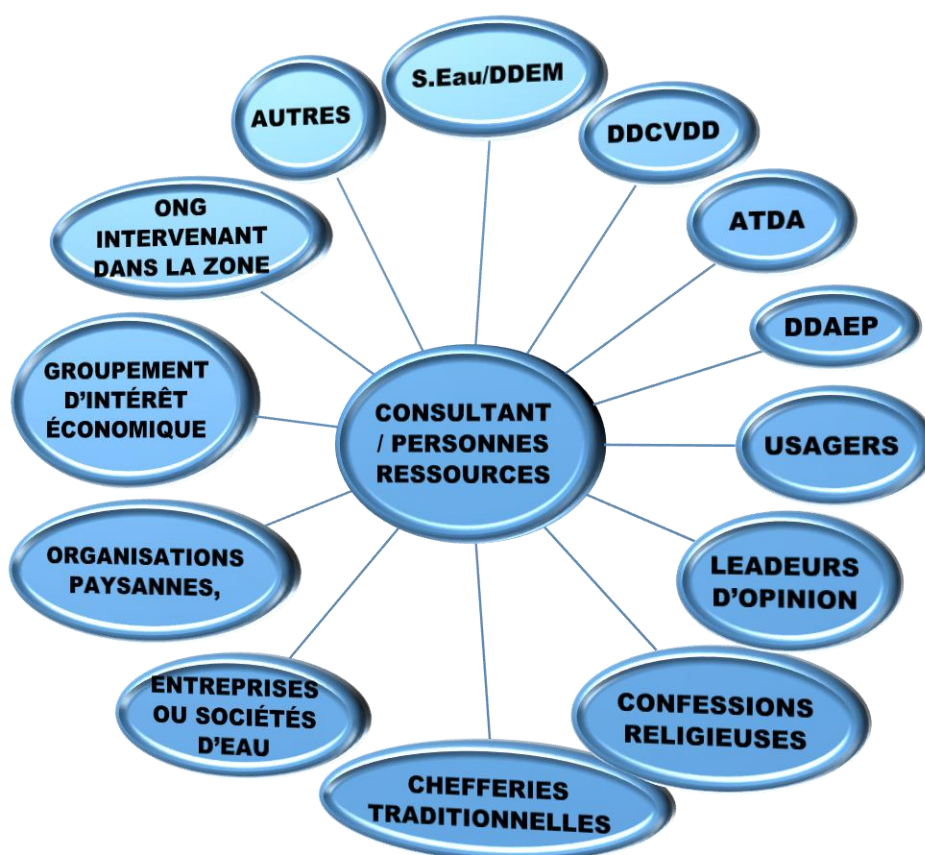 S.Eau/DDEM
DDCVDD
ATDA
DDAEP
USAGERS
LEADEURS
D’OPINION
CONFESSIONS
RELIGIEUSES
CHEFFERIES
TRADITIONNELLES
ENTREPRISES
OU SOCIÉTÉS
D’EAU
ORGANISATIONS
PAYSANNES,
GROUPEMENT
D’INTÉRÊT
ÉCONOMIQUE
ONG
INTERVENANT
DANS LA ZONE
AUTRES
CONSULTANT
/ PERSONNES
RESSOURCES